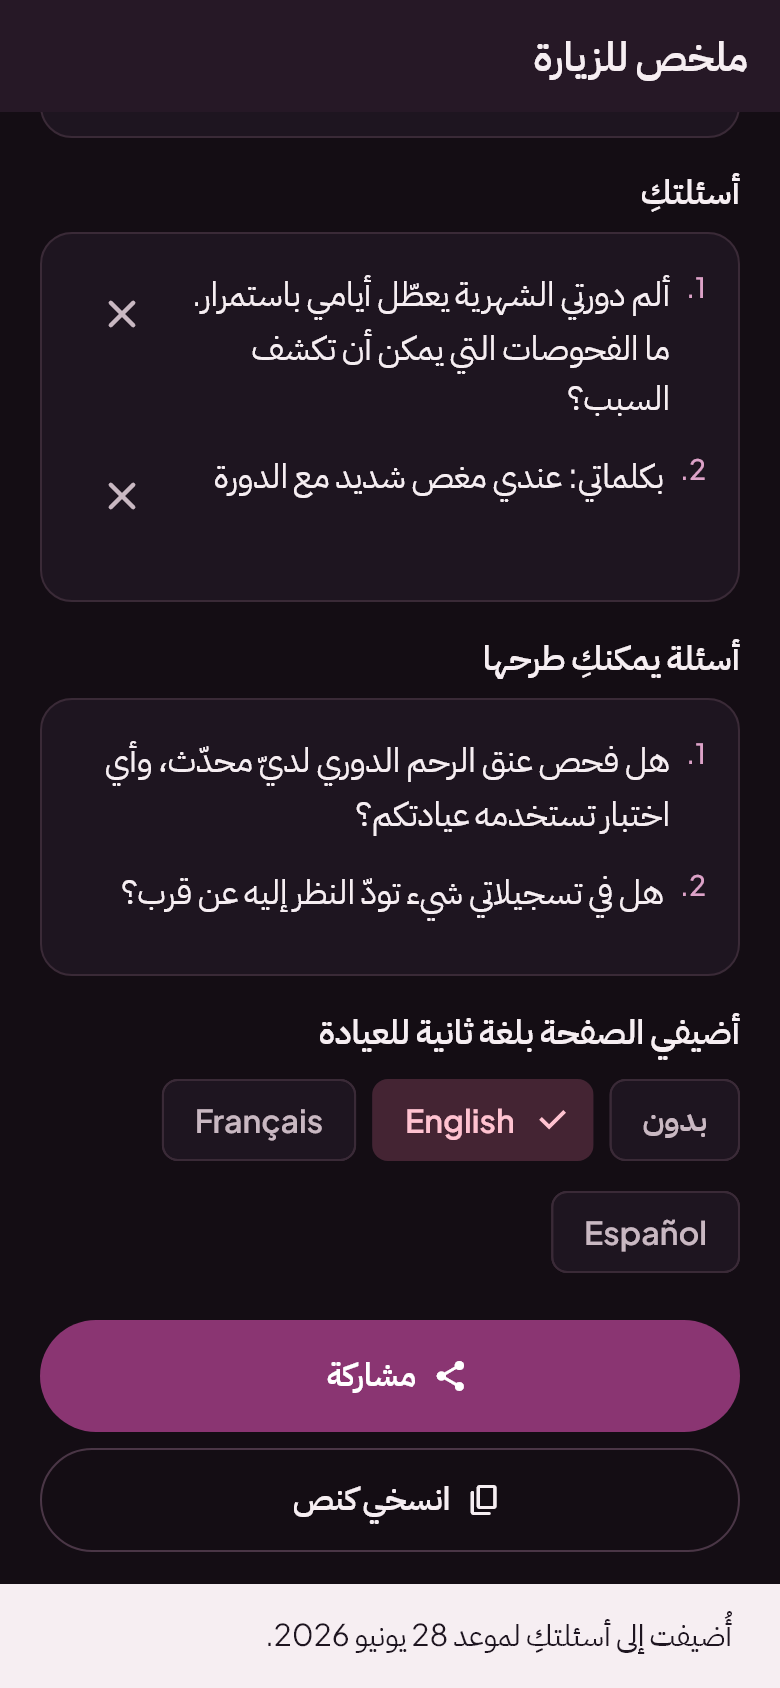 ملخص للزيارة
أسئلتكِ
1. ألم دورتي الشهرية يعطّل أيامي باستمرار.
ما الفحوصات التي يمكن أن تكشف
السبب؟
2. بكلماتي: عندي مغص شديد مع الدورة
أسئلة يمكنكِ طرحها
1. هل فحص عنق الرحم الدوري لديّ محدّث، وأي
اختبار تستخدمه عيادتكم؟
2. هل في تسجيلاتي شيء تودّ النظر إليه عن قرب؟
أضيفي الصفحة بلغة ثانية للعيادة
بدون
English
Français
Español
مشاركة
انسخي كنص
أُضيفت إلى أسئلتكِ لموعد 28 يونيو 2026.